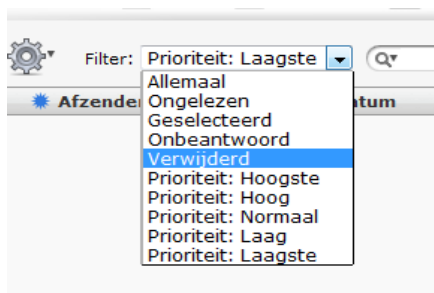 Filter: Prioriteit: Laagste
Allemaal
Afzender
Ongelezen
tum
Geselecteerd
Onbeantwoord
Verwijderd
Prioriteit: Hoogste
Prioriteit: Hoog
Prioriteit: Normaal
Prioriteit: Laag
Prioriteit: Laagste